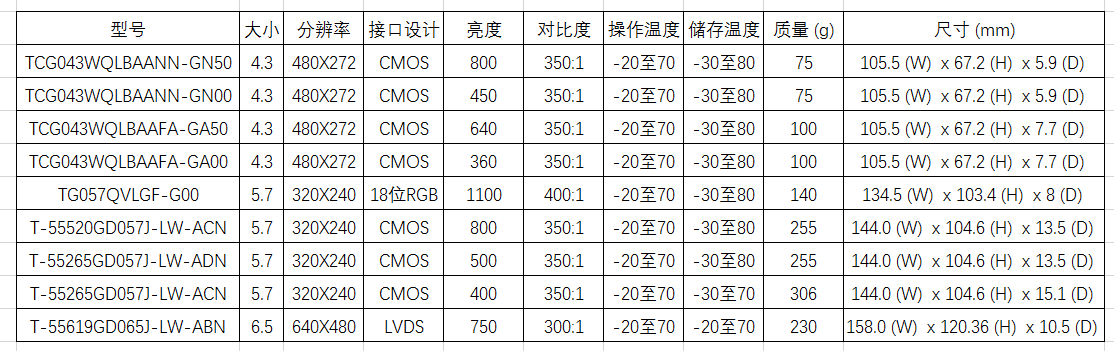 型号 大小 分辨率 接口设计 亮度 对比度 操作温度 储存温度 质量 (g) 尺寸 (mm)
TCG043WQLBAANN-GN50 4.3 480X272 CMOS 800 350:1 -20至70 -30至80 75 105.5 (W) x 67.2 (H) x 5.9 (D)
TCG043WQLBAANN-GN00 4.3 480X272 CMOS 450 350:1 -20至70 -30至80 75 105.5 (W) x 67.2 (H) x 5.9 (D)
TCG043WQLBAAFA-GA50 4.3 480X272 CMOS 640 350:1 -20至70 -30至80 100 105.5 (W) x 67.2 (H) x 7.7 (D)
TCG043WQLBAAFA-GA00 4.3 480X272 CMOS 360 350:1 -20至70 -30至80 100 105.5 (W) x 67.2 (H) x 7.7 (D)
TG057QVLGF-G00 5.7 320X240 18位RGB 1100 400:1 -20至70 -30至80 140 134.5 (W) x 103.4 (H) x 8 (D)
T-55520GD057J-LW-ACN 5.7 320X240 CMOS 800 350:1 -20至70 -30至80 255 144.0 (W) x 104.6 (H) x 13.5 (D)
T-55265GD057J-LW-ADN 5.7 320X240 CMOS 500 350:1 -20至70 -30至80 255 144.0 (W) x 104.6 (H) x 13.5 (D)
T-55265GD057J-LW-ACN 5.7 320X240 CMOS 400 350:1 -20至70 -30至70 306 144.0 (W) x 104.6 (H) x 15.1 (D)
T-55619GD065J-LW-ABN 6.5 640X480 LVDS 750 300:1 -20至70 -20至70 230 158.0 (W) x 120.36 (H) x 10.5 (D)